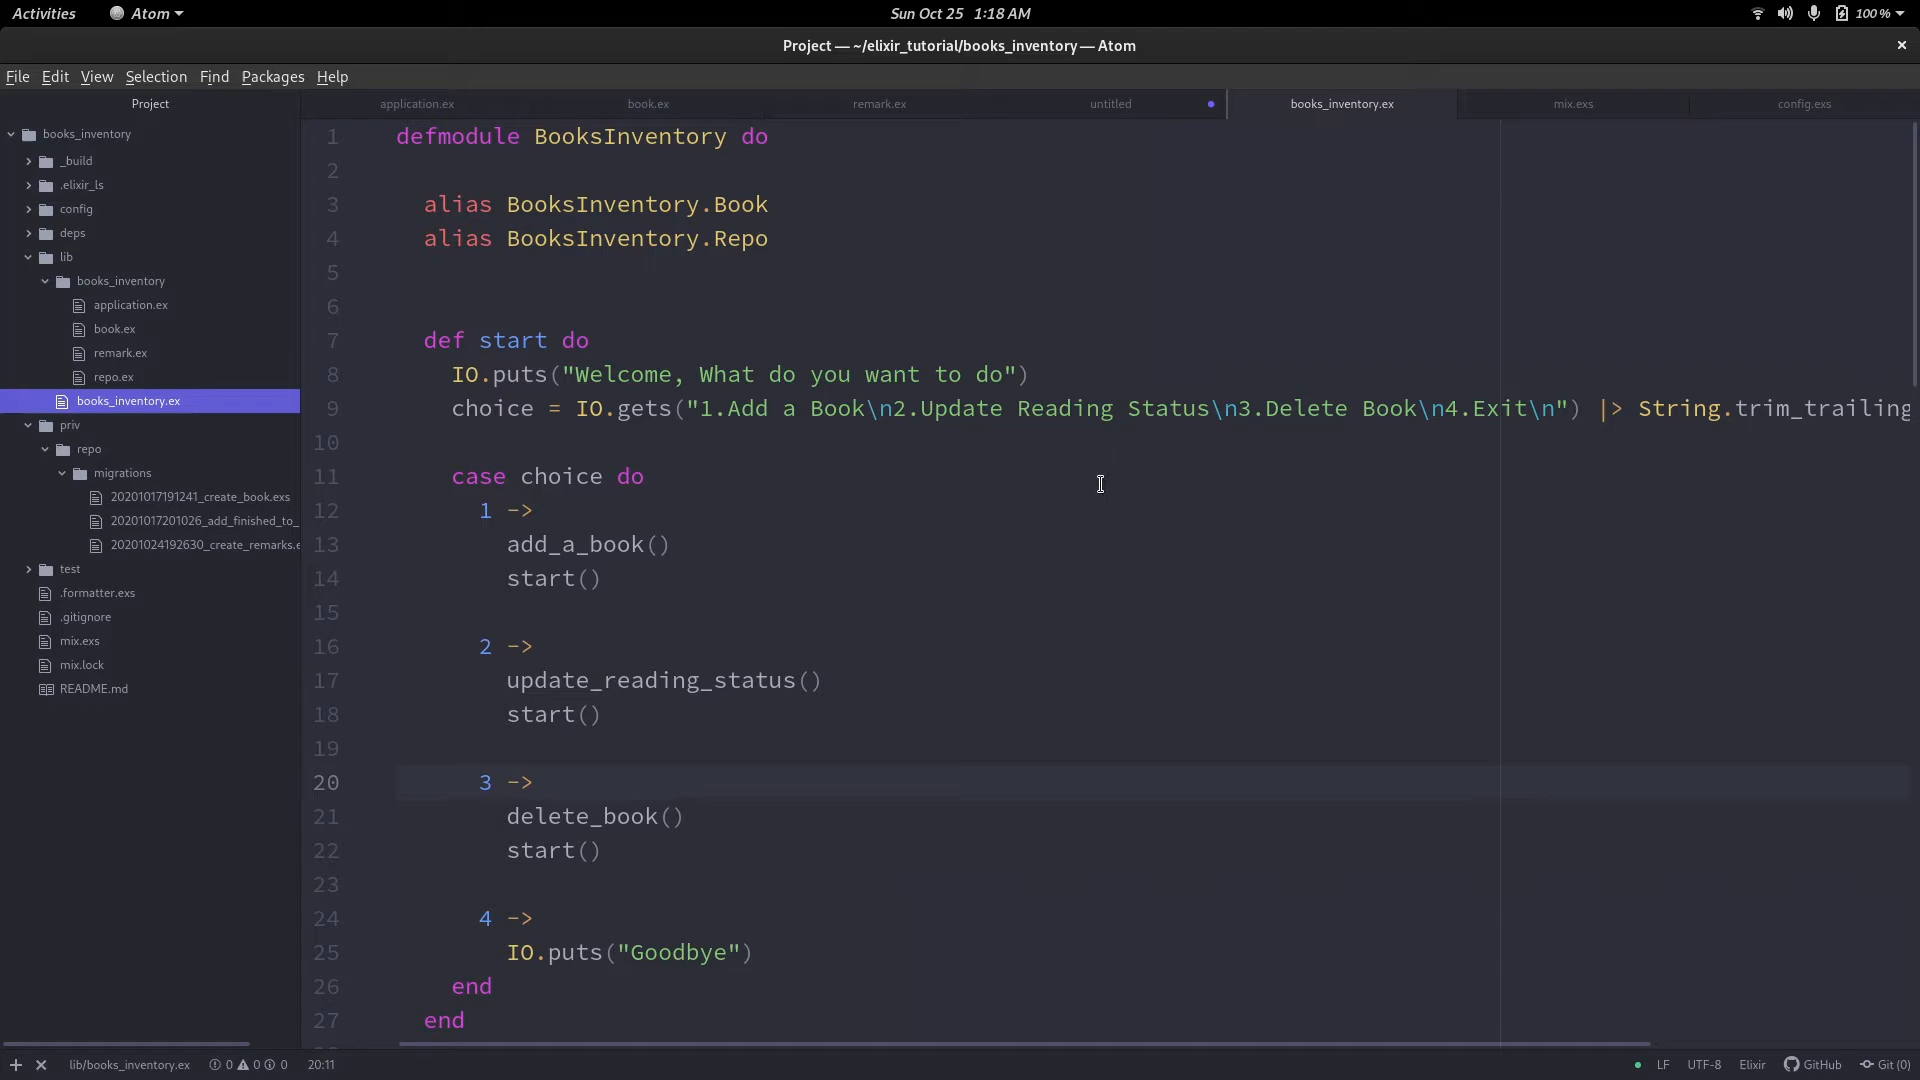 Activities Atom Sun Oct 25 1:18 AM 100 %
Project — ~/elixir_tutorial/books_inventory — Atom
File Edit View Selection Find Packages Help
Project
application.ex book.ex remark.ex untitled books_inventory.ex mix.exs config.exs
books_inventory
_build
.elixir_ls
config
deps
lib
books_inventory
application.ex
book.ex
remark.ex
repo.ex
books_inventory.ex
priv
repo
migrations
20201017191241_create_book.exs
20201017201026_add_finished_to_
20201024192630_create_remarks.e
test
.formatter.exs
.gitignore
mix.exs
mix.lock
README.md
1 defmodule BooksInventory do
2
3 alias BooksInventory.Book
4 alias BooksInventory.Repo
5
6
7 def start do
8 IO.puts("Welcome, What do you want to do")
9 choice = IO.gets("1.Add a Book\n2.Update Reading Status\n3.Delete Book\n4.Exit\n") |> String.trim_trailing
10
11 case choice do
12 1 ->
13 add_a_book()
14 start()
15
16 2 ->
17 update_reading_status()
18 start()
19
20 3 ->
21 delete_book()
22 start()
23
24 4 ->
25 IO.puts("Goodbye")
26 end
27 end
lib/books_inventory.ex 0 0 0 20:11 LF UTF-8 Elixir GitHub Git (0)